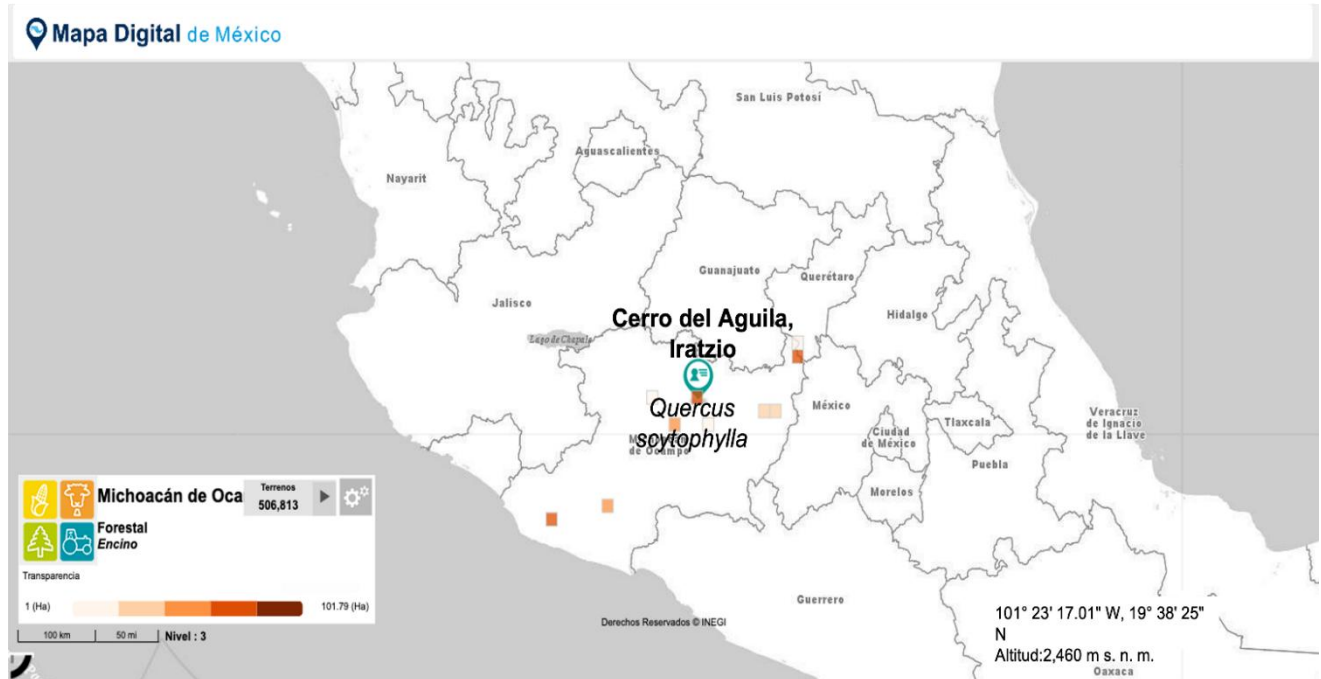 Mapa Digital de México
San Luis Potosí
Aguascalientes
Nayarit
Guanajuato
Querétaro
Jalisco
Hidalgo
Cerro del Aguila,
Iratzio
Lago de Chapala
Quercus
scytophylla
México
Tlaxcala
Ciudad
de México
Veracruz
de Ignacio
de la Llave
de Ocampo
Puebla
Morelos
Michoacán de Oca
Terrenos
506,813
Forestal
Encino
Transparencia
1 (Ha)
101.79 (Ha)
100 km
50 mi
Nivel : 3
Guerrero
Derechos Reservados © INEGI
101° 23' 17.01" W, 19° 38' 25"
N
Altitud:2,460 m s. n. m.
Oaxaca